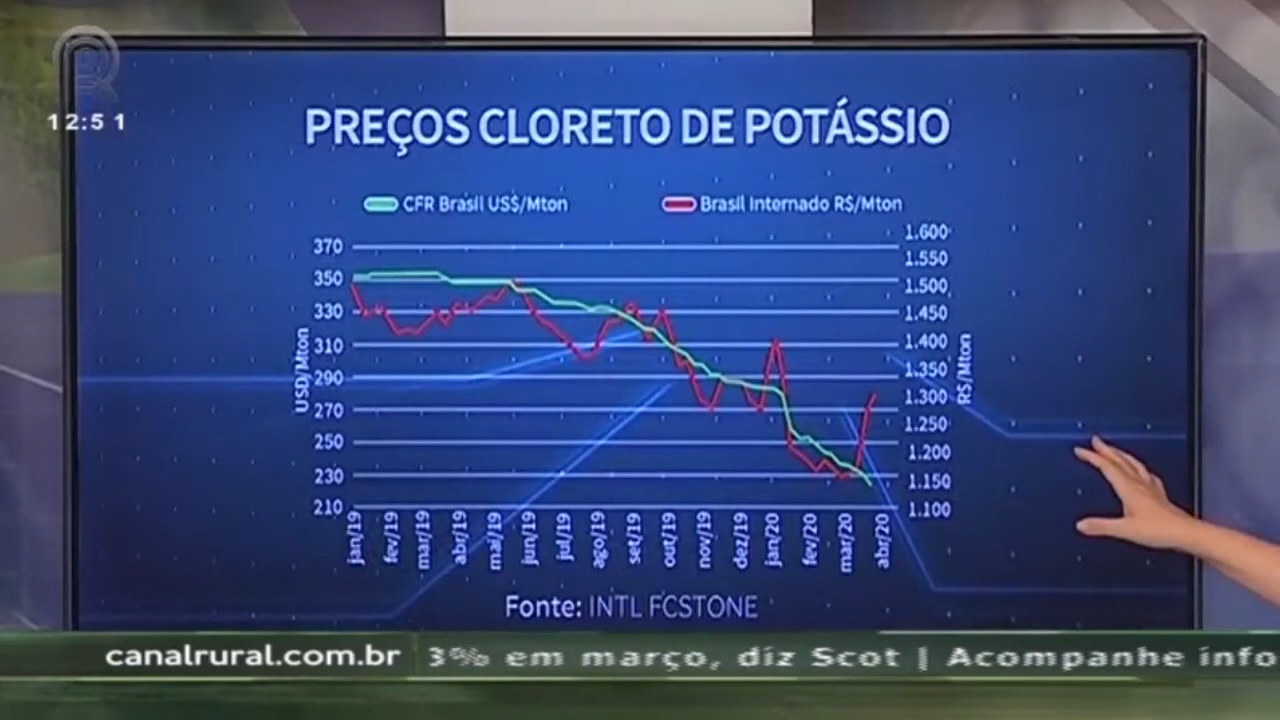 12:51
PREÇOS CLORETO DE POTÁSSIO
CFR Brasil US$/Mton
Brasil Internado R$/Mton
370
350
330
310
290
270
250
230
210
USD/Mton
1.600
1.550
1.500
1.450
1.400
1.350
1.300
1.250
1.200
1.150
1.100
R$/Mton
jan/19
fev/19
mar/19
abr/19
mai/19
jun/19
jul/19
ago/19
set/19
out/19
nov/19
dez/19
jan/20
fev/20
mar/20
abr/20
Fonte: INTL FCSTONE
canalrural.com.br
3% em março, diz Scot | Acompanhe info